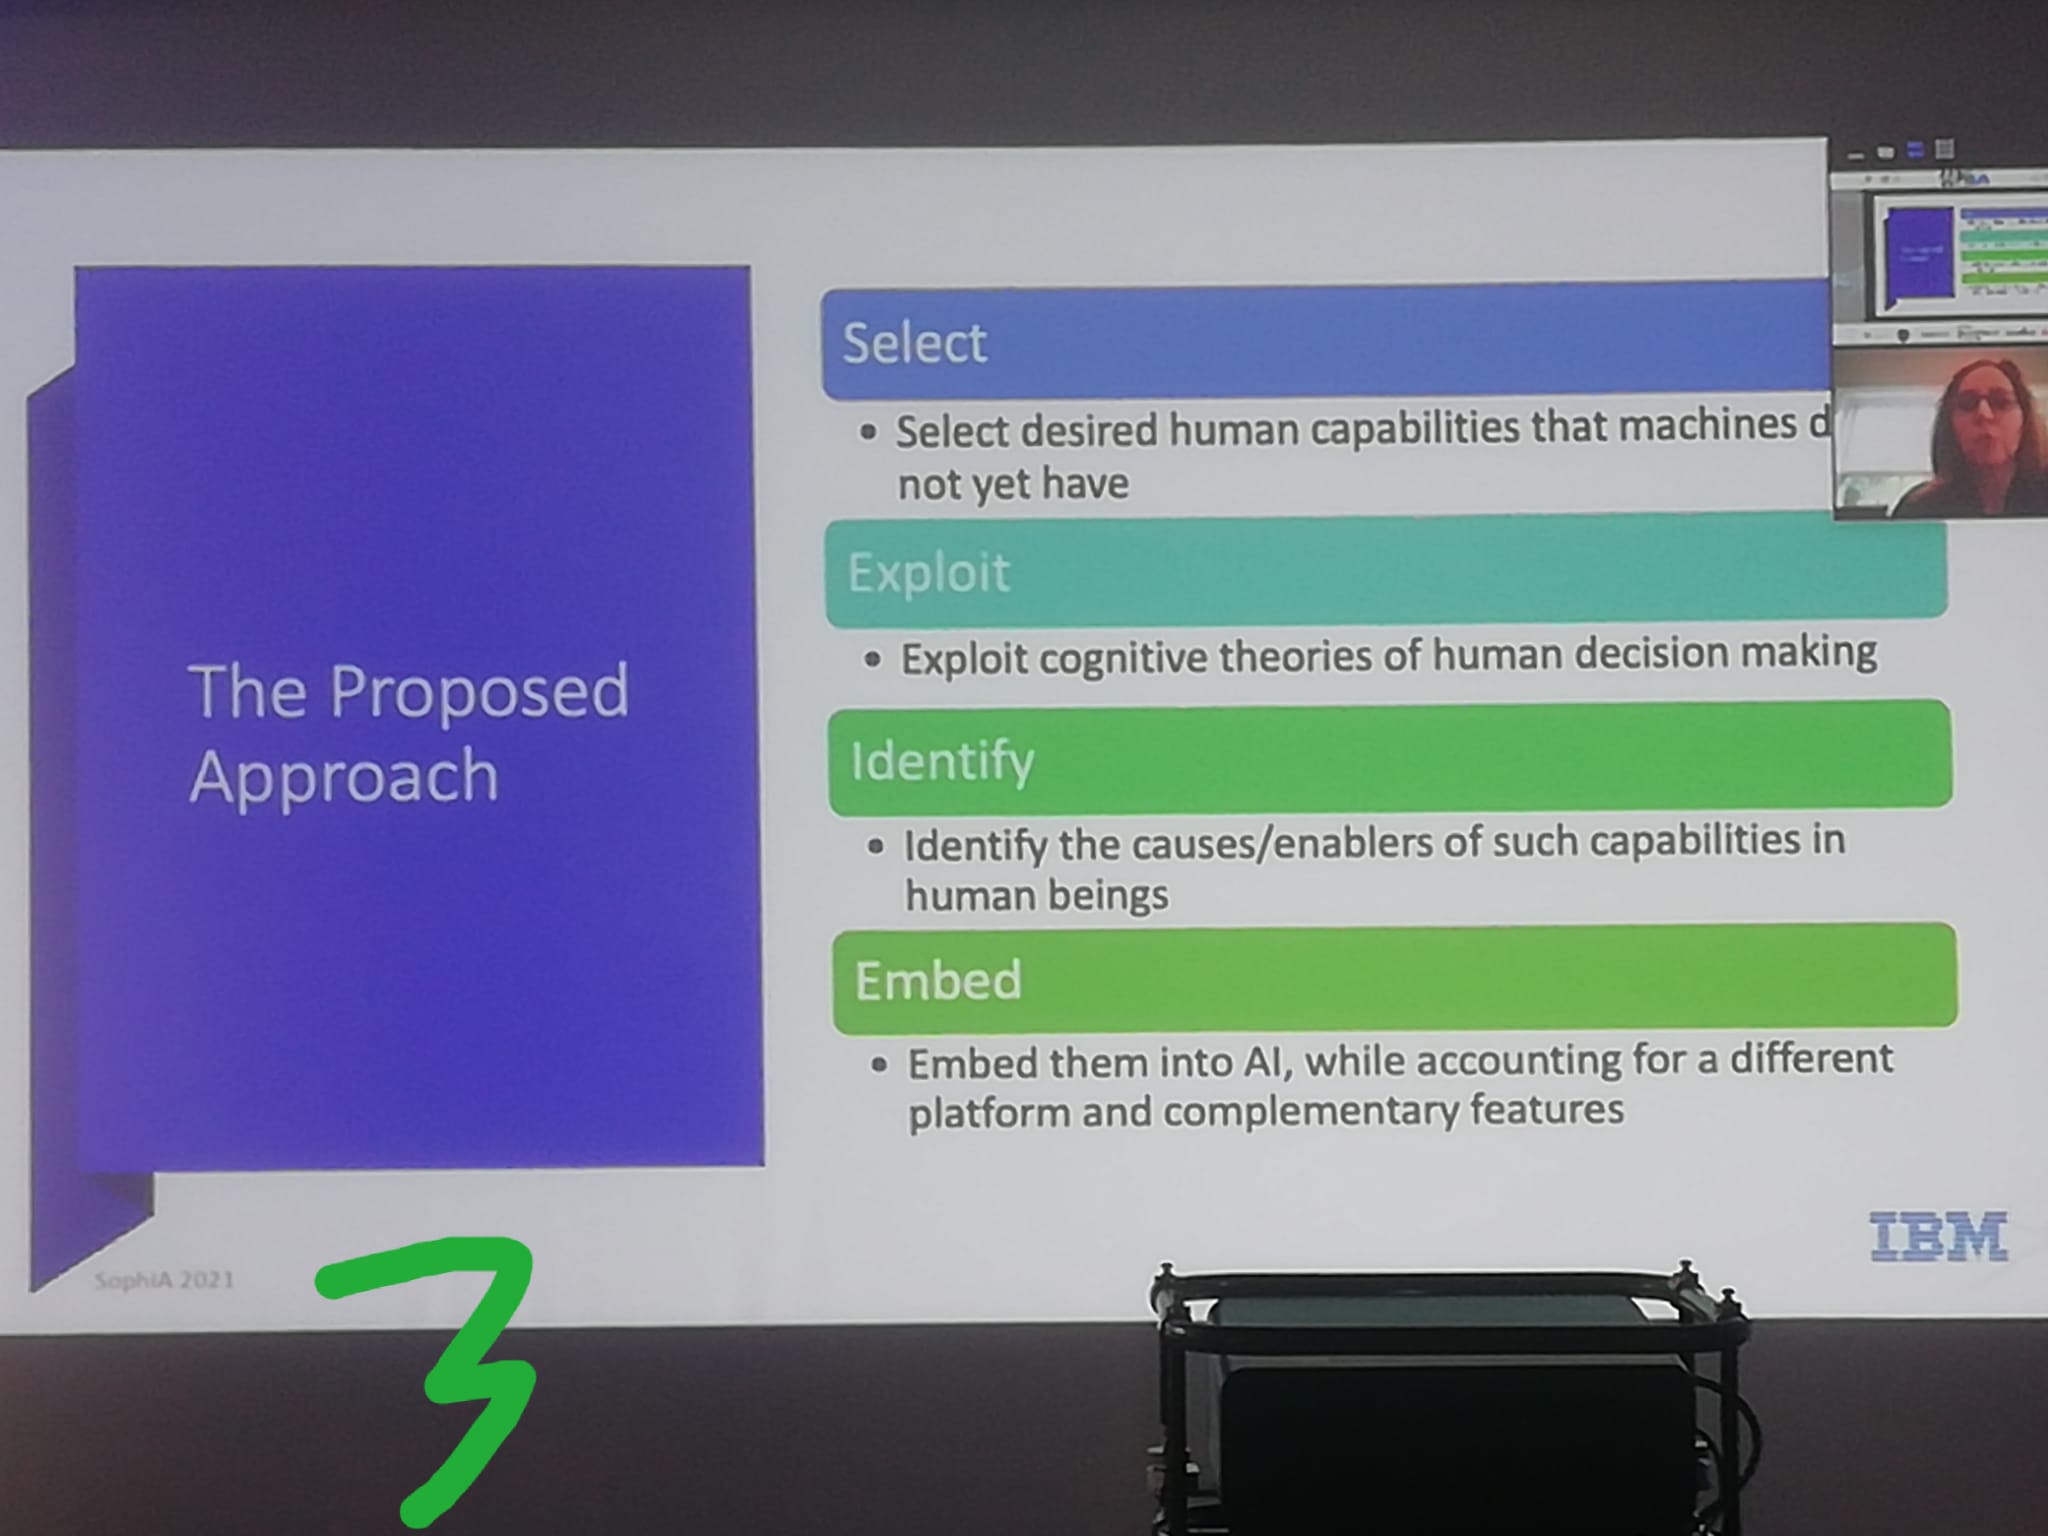 The Proposed
Approach
Select
• Select desired human capabilities that machines d
not yet have
Exploit
• Exploit cognitive theories of human decision making
Identify
• Identify the causes/enablers of such capabilities in
human beings
Embed
• Embed them into AI, while accounting for a different
platform and complementary features
IBM
SophIA 2021
3